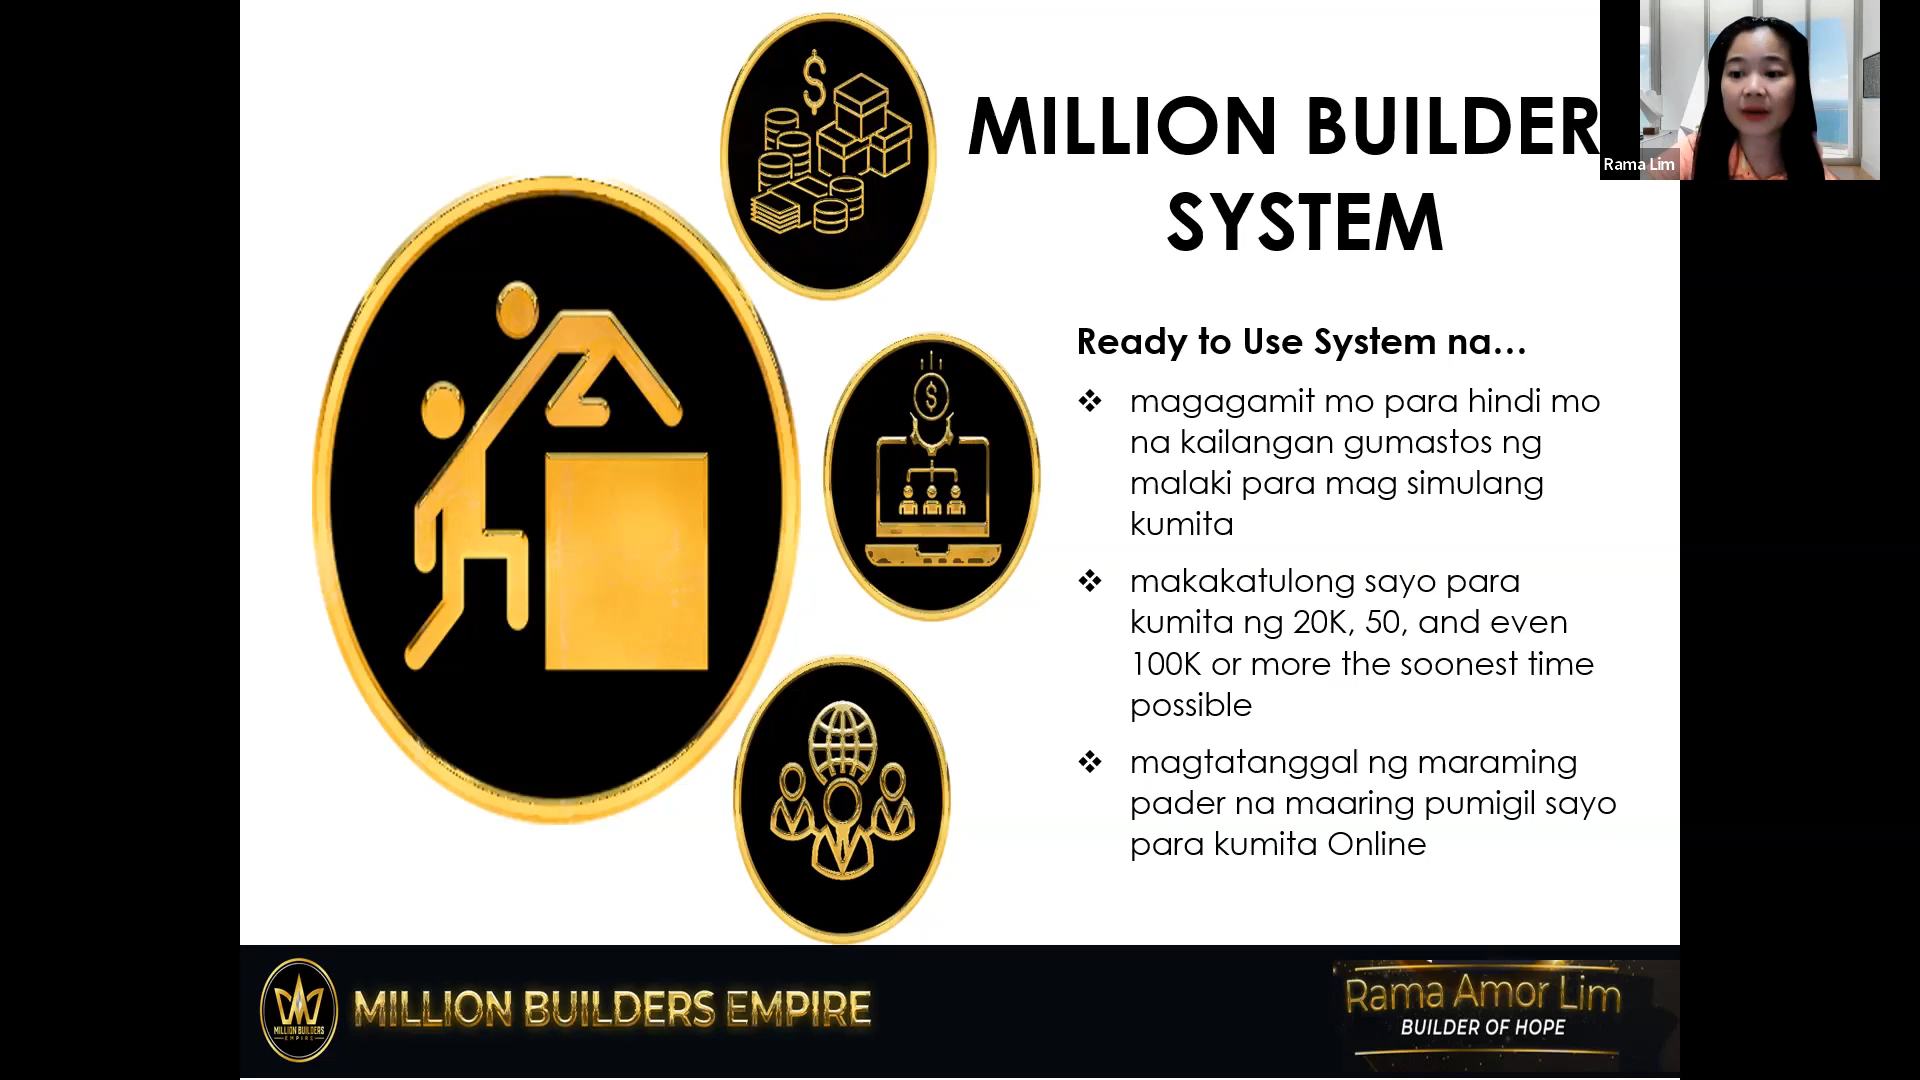 MILLION BUILDER
SYSTEM
Rama Lim
Ready to Use System na...
magagamit mo para hindi mo
na kailangan gumastos ng
malaki para mag simulang
kumita
makakatulong sayo para
kumita ng 20K, 50, and even
100K or more the soonest time
possible
magtatanggal ng maraming
pader na maaring pumigil sayo
para kumita Online
MILLION BUILDERS
EMPIRE
MILLION BUILDERS EMPIRE
Rama Amor Lim
BUILDER OF HOPE